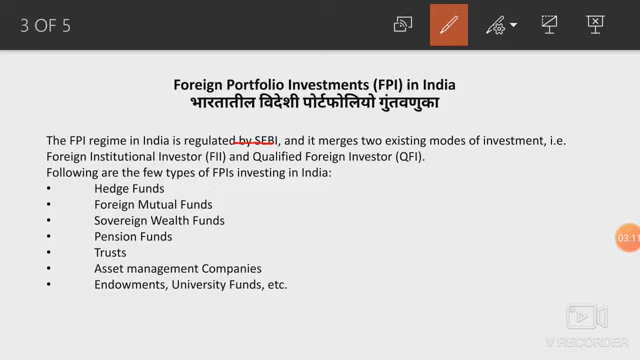 3 OF 5
Foreign Portfolio Investments (FPI) in India
भारतातील विदेशी पोर्टफोलियो गुंतवणुका
The FPI regime in India is regulated by SEBI, and it merges two existing modes of investment, i.e.
Foreign Institutional Investor (FII) and Qualified Foreign Investor (QFI).
Following are the few types of FPIs investing in India:
• Hedge Funds
• Foreign Mutual Funds
• Sovereign Wealth Funds
• Pension Funds
• Trusts
• Asset management Companies
• Endowments, University Funds, etc.
03:11
V RECORDER